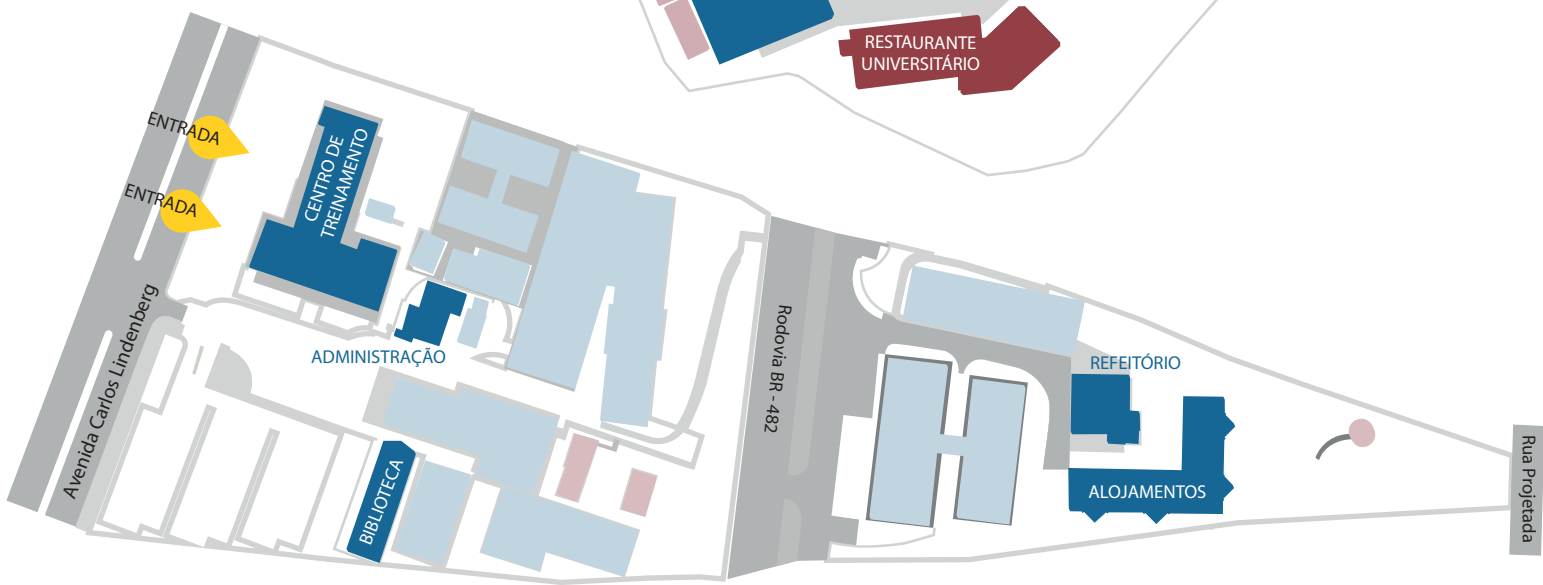 RESTAURANTE
UNIVERSITÁRIO
ENTRADA
ENTRADA
CENTRO DE
TREINAMENTO
ADMINISTRAÇÃO
Avenida Carlos Lindenberg
BIBLIOTECA
Rodovia BR - 482
REFEITÓRIO
ALOJAMENTOS
Rua Projetada